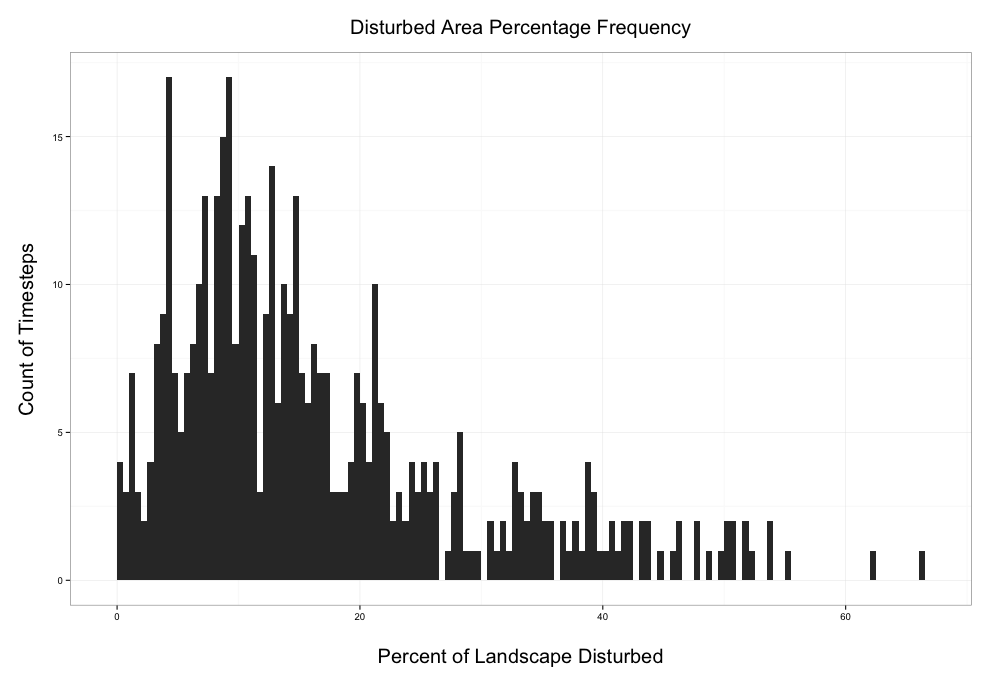 Disturbed Area Percentage Frequency
Count of Timesteps
15
10
5
0
0 20 40 60
Percent of Landscape Disturbed